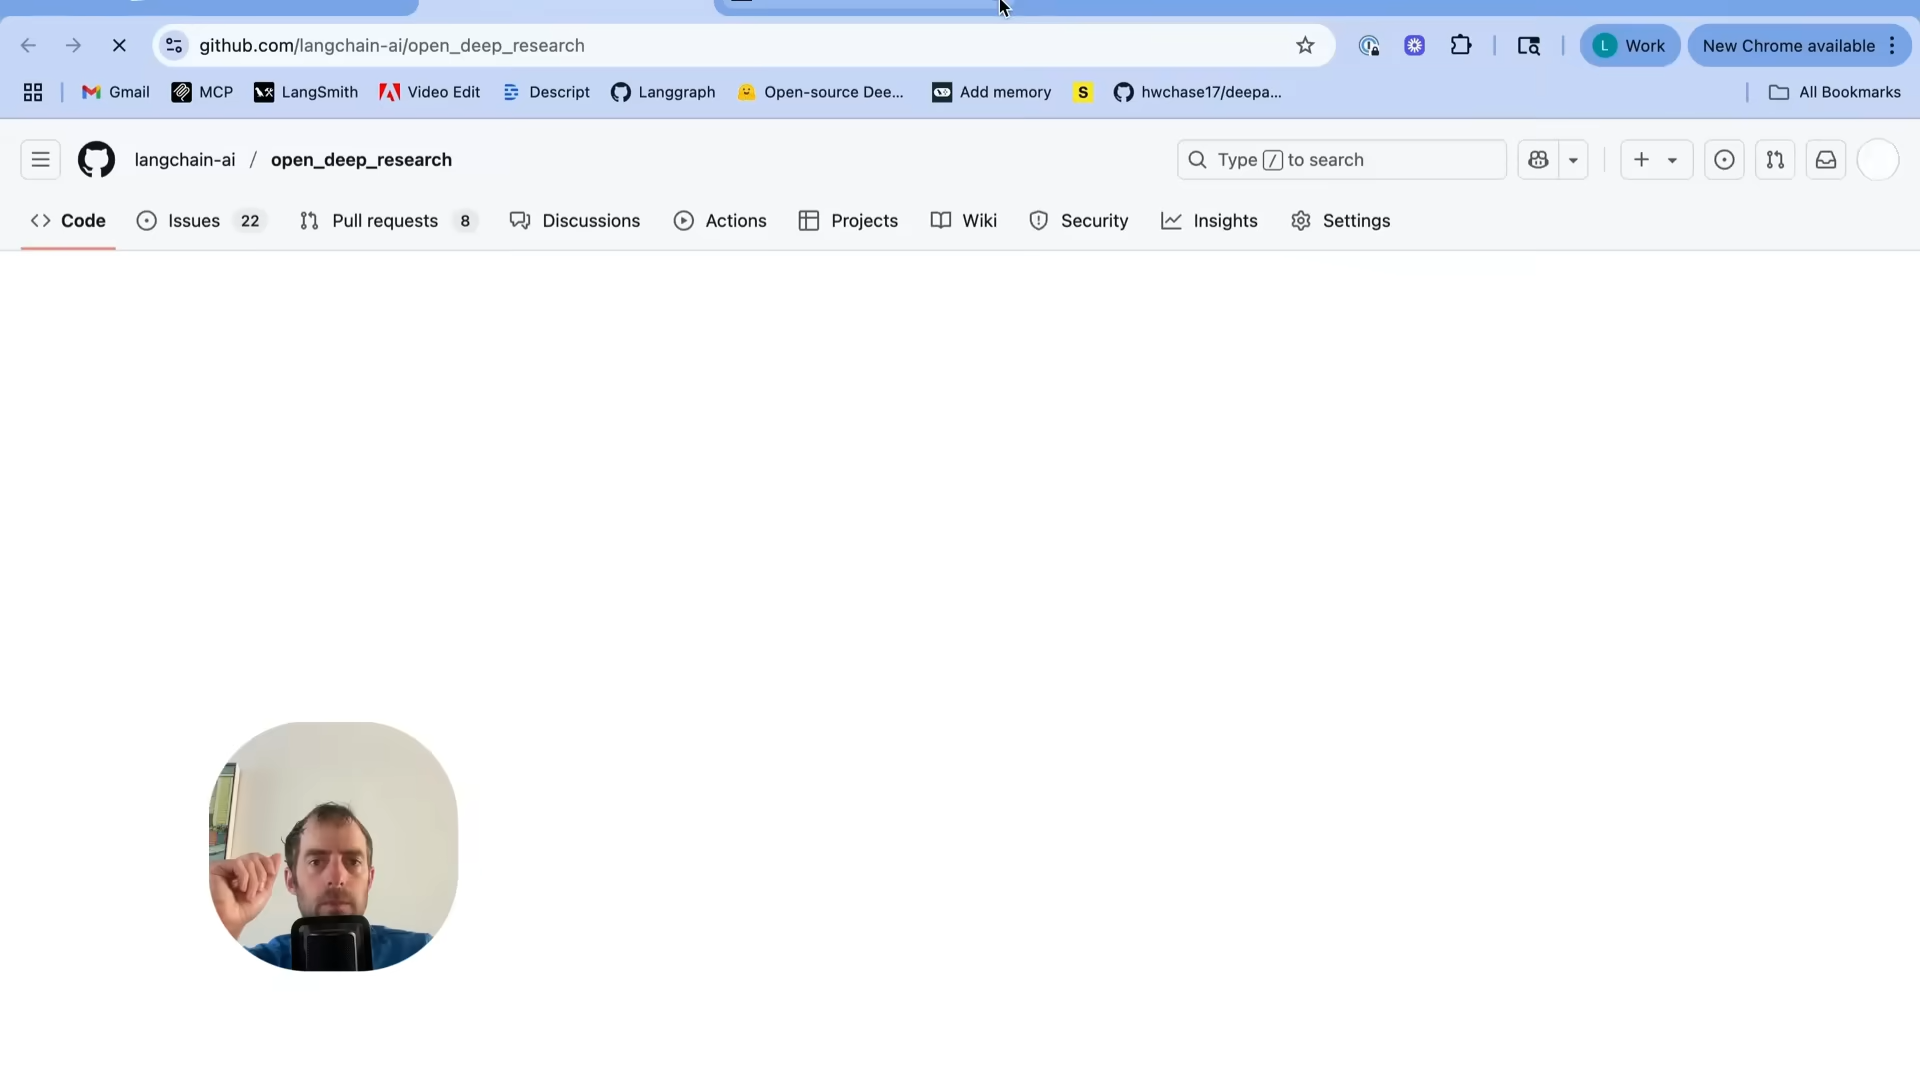 github.com/langchain-ai/open_deep_research
L Work
New Chrome available
Gmail MCP LangSmith Video Edit Descript Langgraph Open-source Dee... Add memory S hwchase17/deepa... All Bookmarks
langchain-ai / open_deep_research
Type / to search
Code Issues 22 Pull requests 8 Discussions Actions Projects Wiki Security Insights Settings